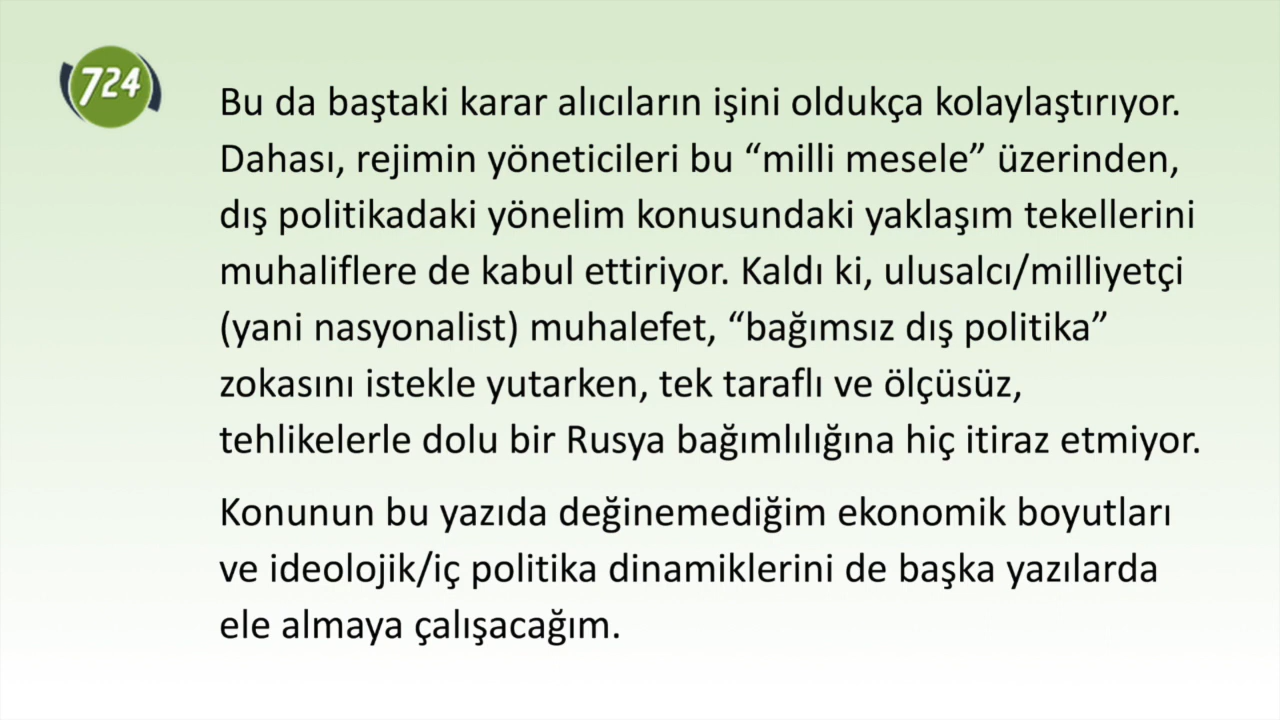 724
Bu da baştaki karar alıcıların işini oldukça kolaylaştırıyor.
Dahası, rejimin yöneticileri bu “milli mesele” üzerinden,
dış politikadaki yönelim konusundaki yaklaşım tekellerini
muhaliflere de kabul ettiriyor. Kaldı ki, ulusalcı/milliyetçi
(yani nasyonalist) muhalefet, “bağımsız dış politika”
zokasını istekle yutarken, tek taraflı ve ölçüsüz,
tehlikelerle dolu bir Rusya bağımlılığına hiç itiraz etmiyor.
Konunun bu yazıda değinemediğim ekonomik boyutları
ve ideolojik/iç politika dinamiklerini de başka yazılarda
ele almaya çalışacağım.